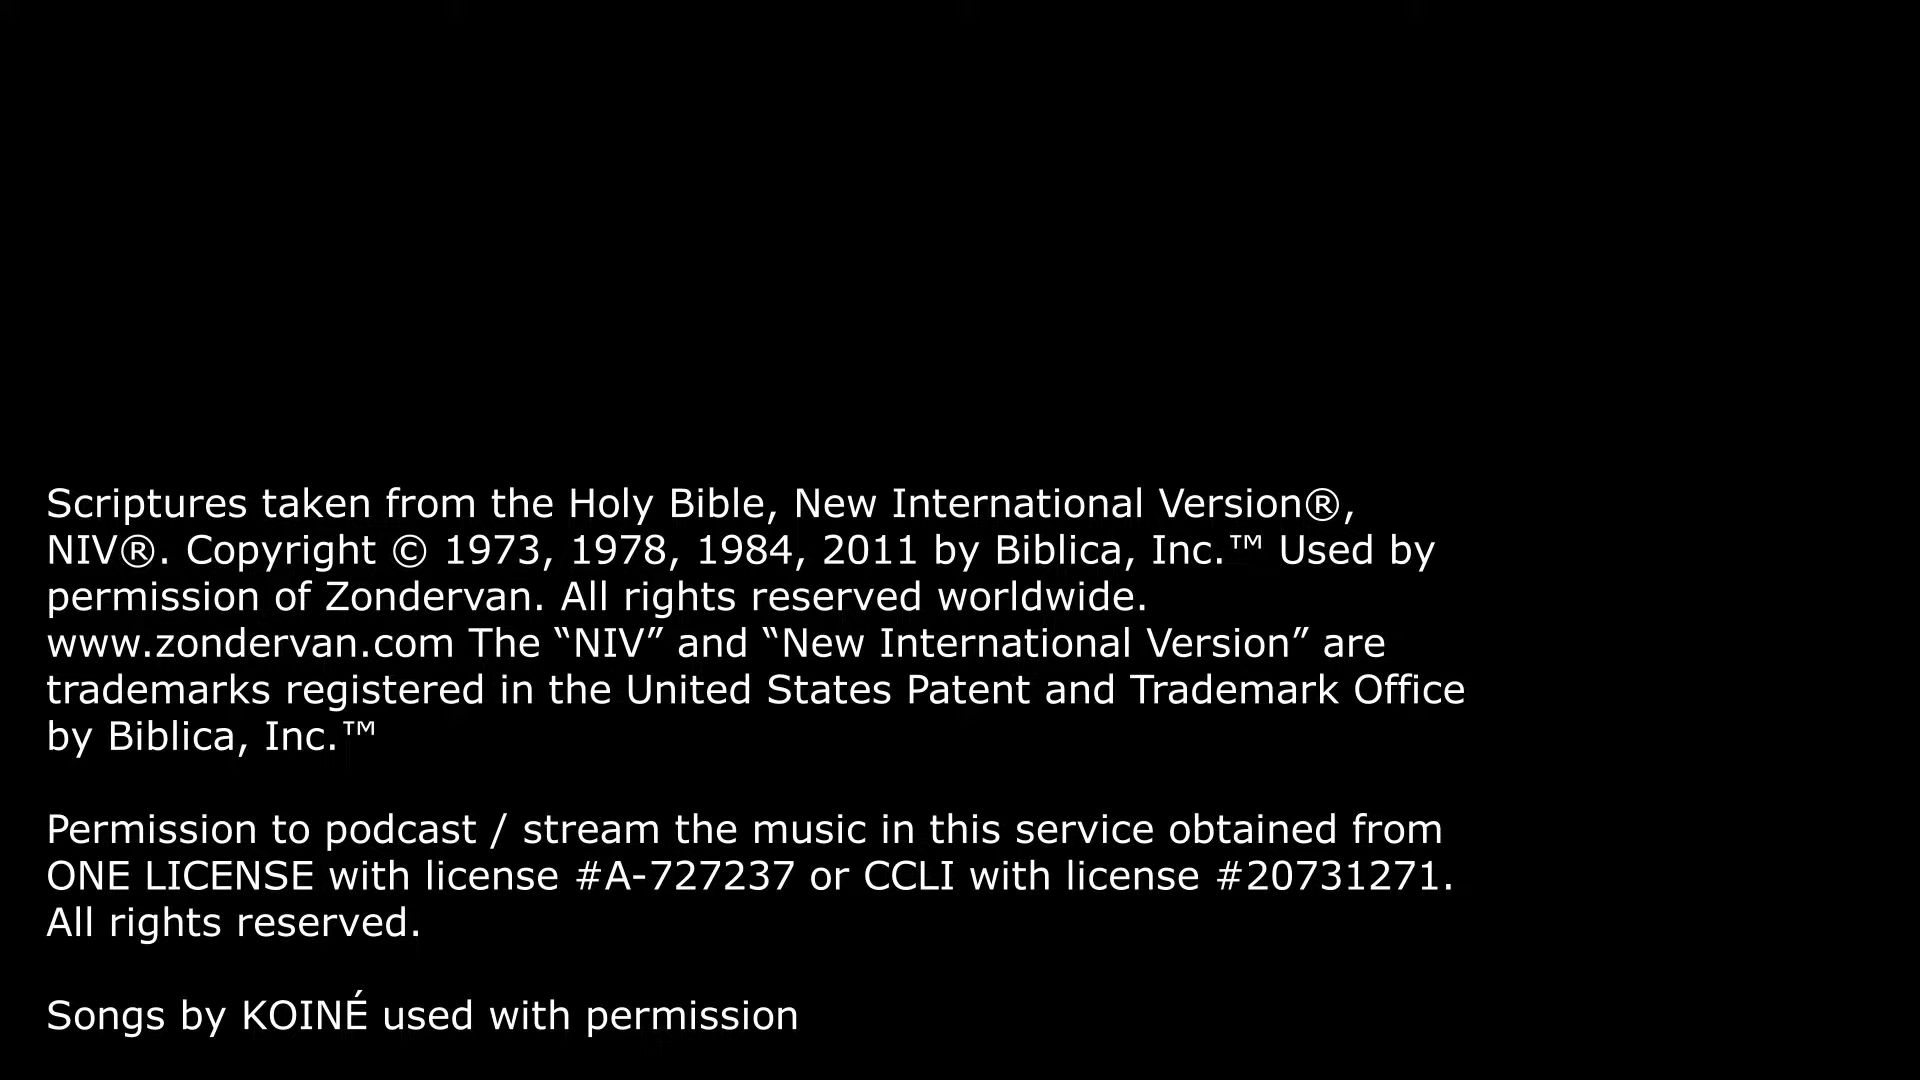 Scriptures taken from the Holy Bible, New International Version®,
NIV®. Copyright © 1973, 1978, 1984, 2011 by Biblica, Inc.™ Used by
permission of Zondervan. All rights reserved worldwide.
www.zondervan.com The “NIV” and “New International Version” are
trademarks registered in the United States Patent and Trademark Office
by Biblica, Inc.™
Permission to podcast / stream the music in this service obtained from
ONE LICENSE with license #A-727237 or CCLI with license #20731271.
All rights reserved.
Songs by KOINÉ used with permission